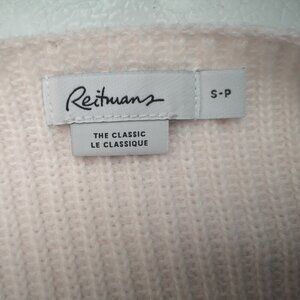 Reitmans
S-P
THE CLASSIC
LE CLASSIQUE